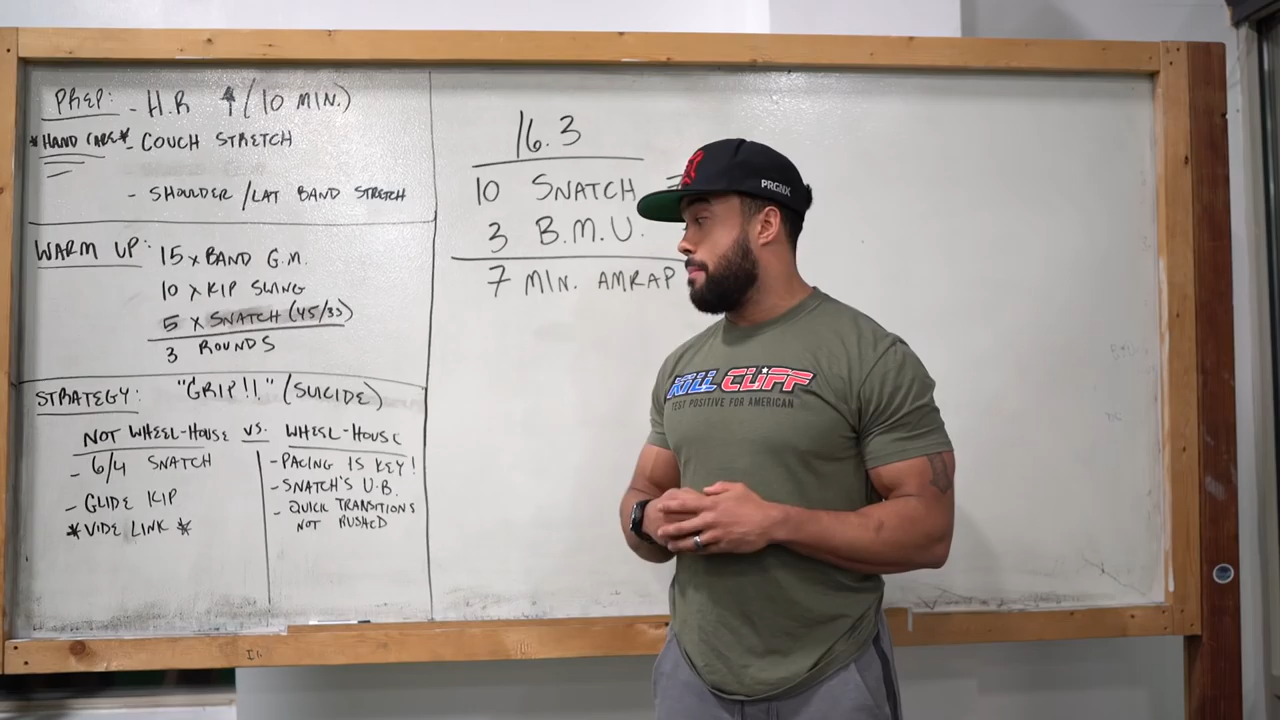 PREP: - H.R ↑ (10 MIN.)
*HAND CARE* - COUCH STRETCH
- SHOULDER / LAT BAND STRETCH
WARM UP: 15 x BAND G.M.
10 x KIP SWING
5 x SNATCH (45/35)
3 ROUNDS
STRATEGY: "GRIP!!" (SUICIDE)
NOT WHEEL-HOUSE VS. WHEEL-HOUSE
- 6/4 SNATCH
- GLIDE KIP
*VIDE LINK*
- PACING IS KEY!
- SNATCH'S U.B.
- QUICK TRANSITIONS
NOT RUSHED
16.3
10 SNATCH
3 B.M.U.
7 MIN. AMRAP
PRGNX
KILL CLIFF
TEST POSITIVE FOR AMERICAN